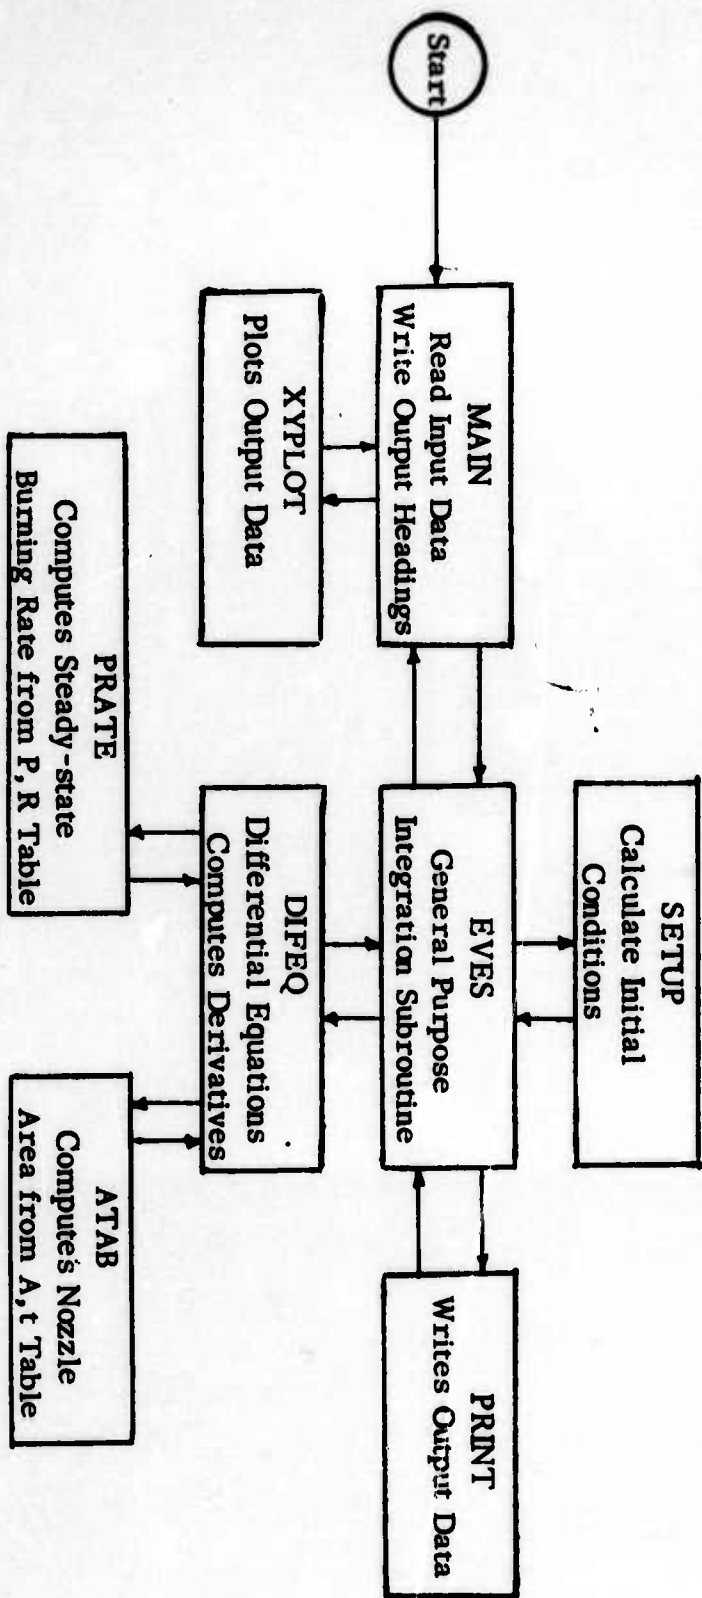 Start
MAIN
Read Input Data
Write Output Headings
XYPLOT
Plots Output Data
SETUP
Calculate Initial
Conditions
EVES
General Purpose
Integration Subroutine
DIFEQ
Differential Equations
Computes Derivatives
PRATE
Computes Steady-state
Burning Rate from P, R Table
ATAB
Computes Nozzle
Area from A,t Table
PRINT
Writes Output Data